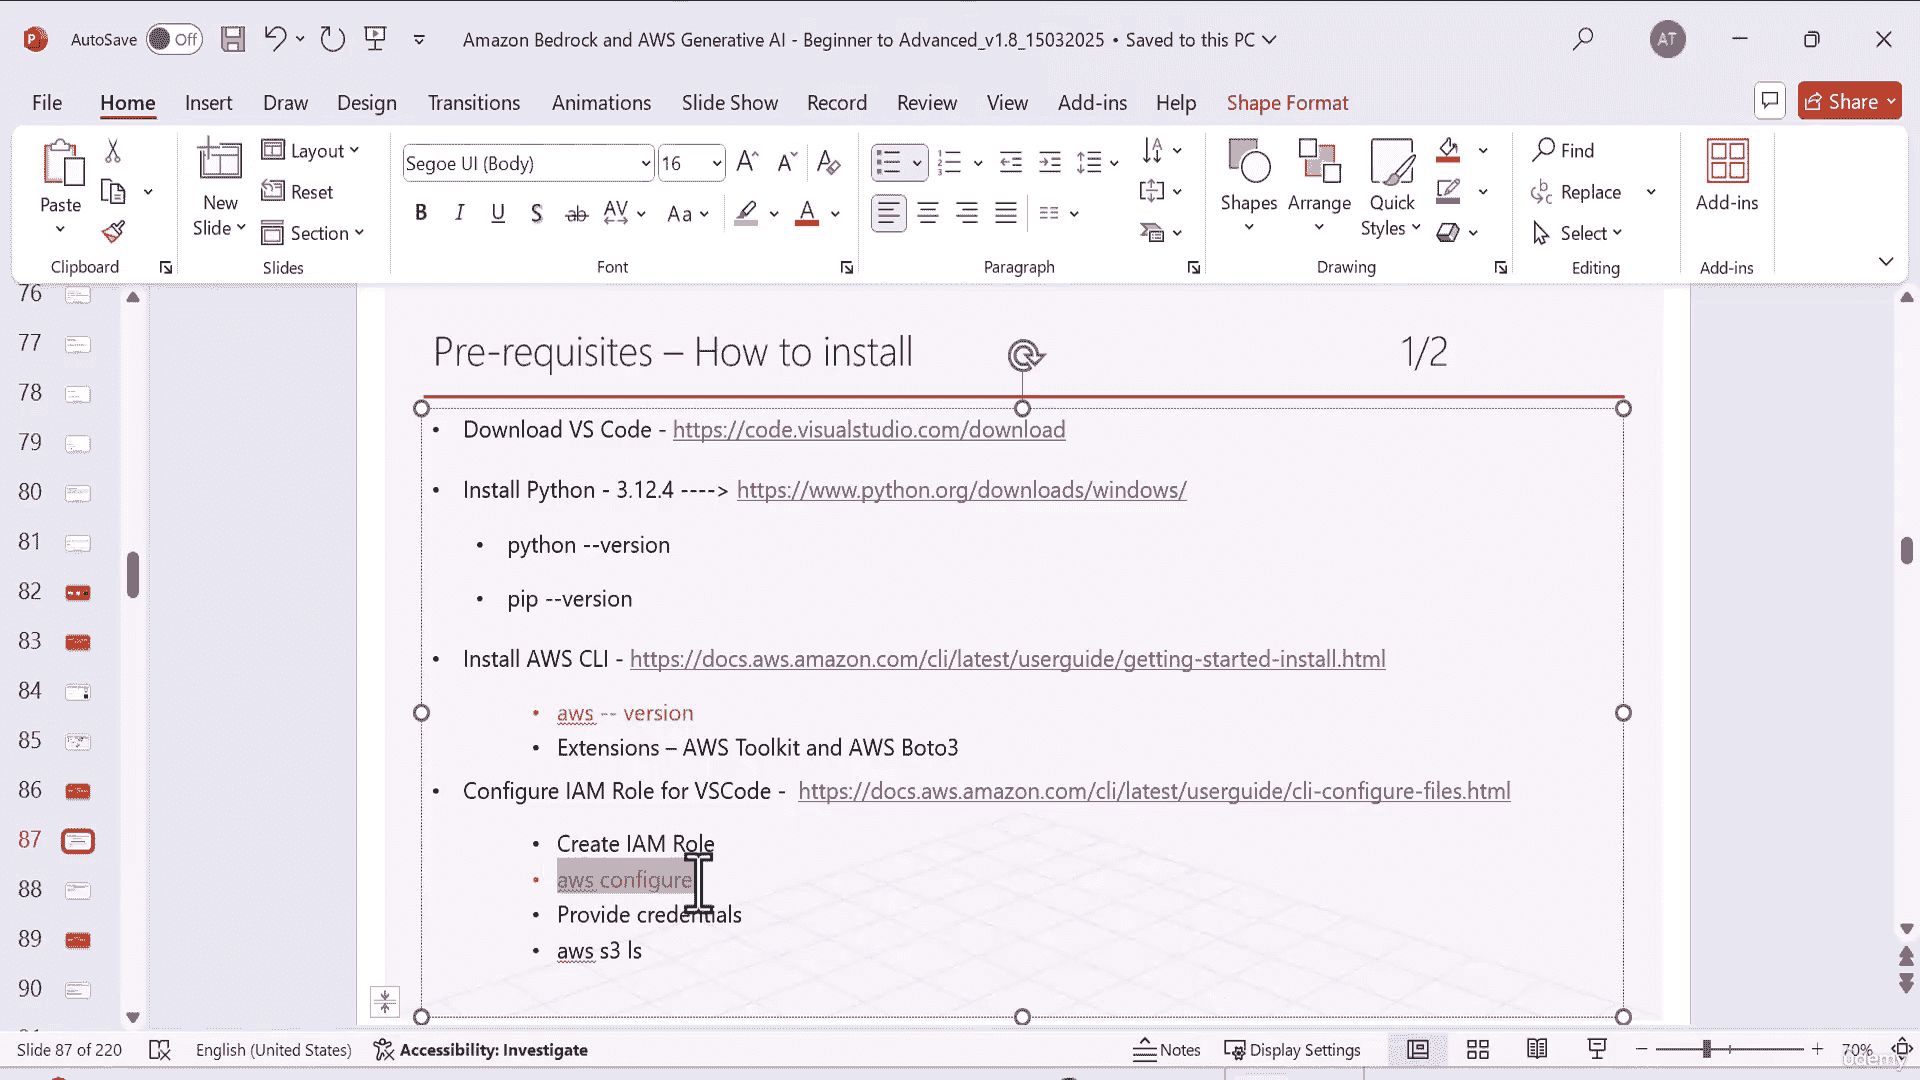 AutoSave Off Amazon Bedrock and AWS Generative AI - Beginner to Advanced_v1.8_15032025 • Saved to this PC AT
File Home Insert Draw Design Transitions Animations Slide Show Record Review View Add-ins Help Shape Format Share
Paste
New Slide
Layout
Reset
Section
Segoe UI (Body) 16
B I U S ab AV Aa A
Shapes Arrange Quick Styles
Find
Replace
Select
Add-ins
Clipboard Slides Font Paragraph Drawing Editing Add-ins
76
77
78
79
80
81
82
83
84
85
86
87
88
89
90
Pre-requisites – How to install 1/2
• Download VS Code - https://code.visualstudio.com/download
• Install Python - 3.12.4 ----> https://www.python.org/downloads/windows/
• python --version
• pip --version
• Install AWS CLI - https://docs.aws.amazon.com/cli/latest/userguide/getting-started-install.html
• aws -- version
• Extensions – AWS Toolkit and AWS Boto3
• Configure IAM Role for VSCode - https://docs.aws.amazon.com/cli/latest/userguide/cli-configure-files.html
• Create IAM Role
• aws configure
• Provide credentials
• aws s3 ls
Slide 87 of 220 English (United States) Accessibility: Investigate Notes Display Settings 70%
udemy